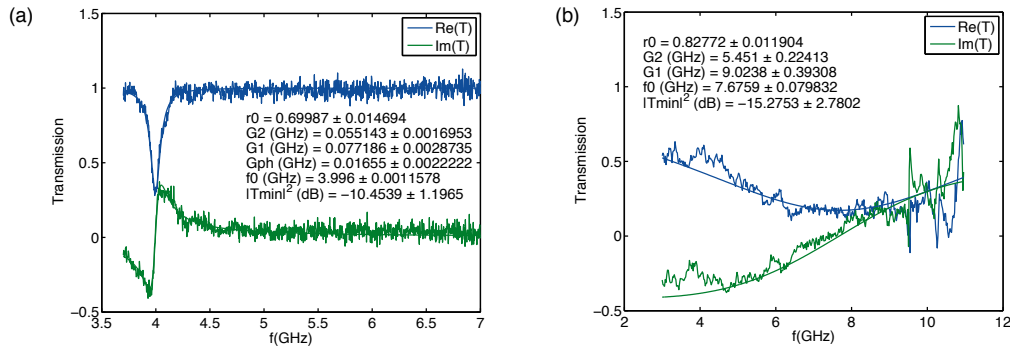 (a)
1.5
1
0.5
0
−0.5
Transmission
Re(T)
Im(T)
r0 = 0.69987 ± 0.014694
G2 (GHz) = 0.055143 ± 0.0016953
G1 (GHz) = 0.077186 ± 0.0028735
Gph (GHz) = 0.01655 ± 0.0022222
f0 (GHz) = 3.996 ± 0.0011578
|Tmin|² (dB) = −10.4539 ± 1.1965
3.5 4 4.5 5 5.5 6 6.5 7
f(GHz)
(b)
1.5
1
0.5
0
−0.5
Transmission
Re(T)
Im(T)
r0 = 0.82772 ± 0.011904
G2 (GHz) = 5.451 ± 0.22413
G1 (GHz) = 9.0238 ± 0.39308
f0 (GHz) = 7.6759 ± 0.079832
|Tminl|² (dB) = −15.2753 ± 2.7802
2 4 6 8 10 12
f(GHz)